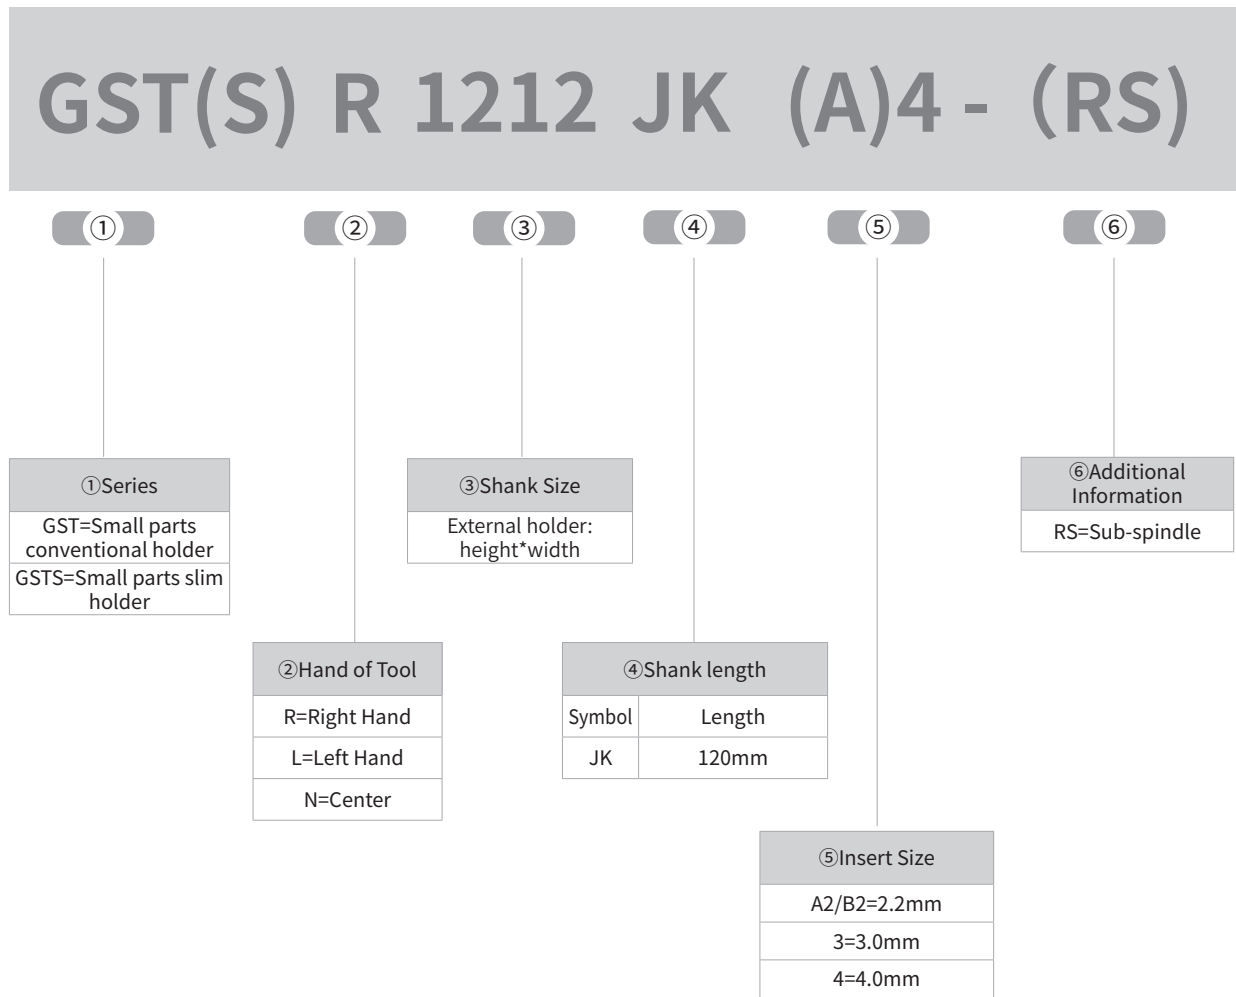 GST(S) R 1212 JK (A)4 - (RS)
① ② ③ ④ ⑤ ⑥
①Series
GST=Small parts
conventional holder
GSTS=Small parts slim
holder
③Shank Size
External holder:
height*width
⑥Additional
Information
RS=Sub-spindle
②Hand of Tool
R=Right Hand
L=Left Hand
N=Center
④Shank length
Symbol Length
JK 120mm
⑤Insert Size
A2/B2=2.2mm
3=3.0mm
4=4.0mm